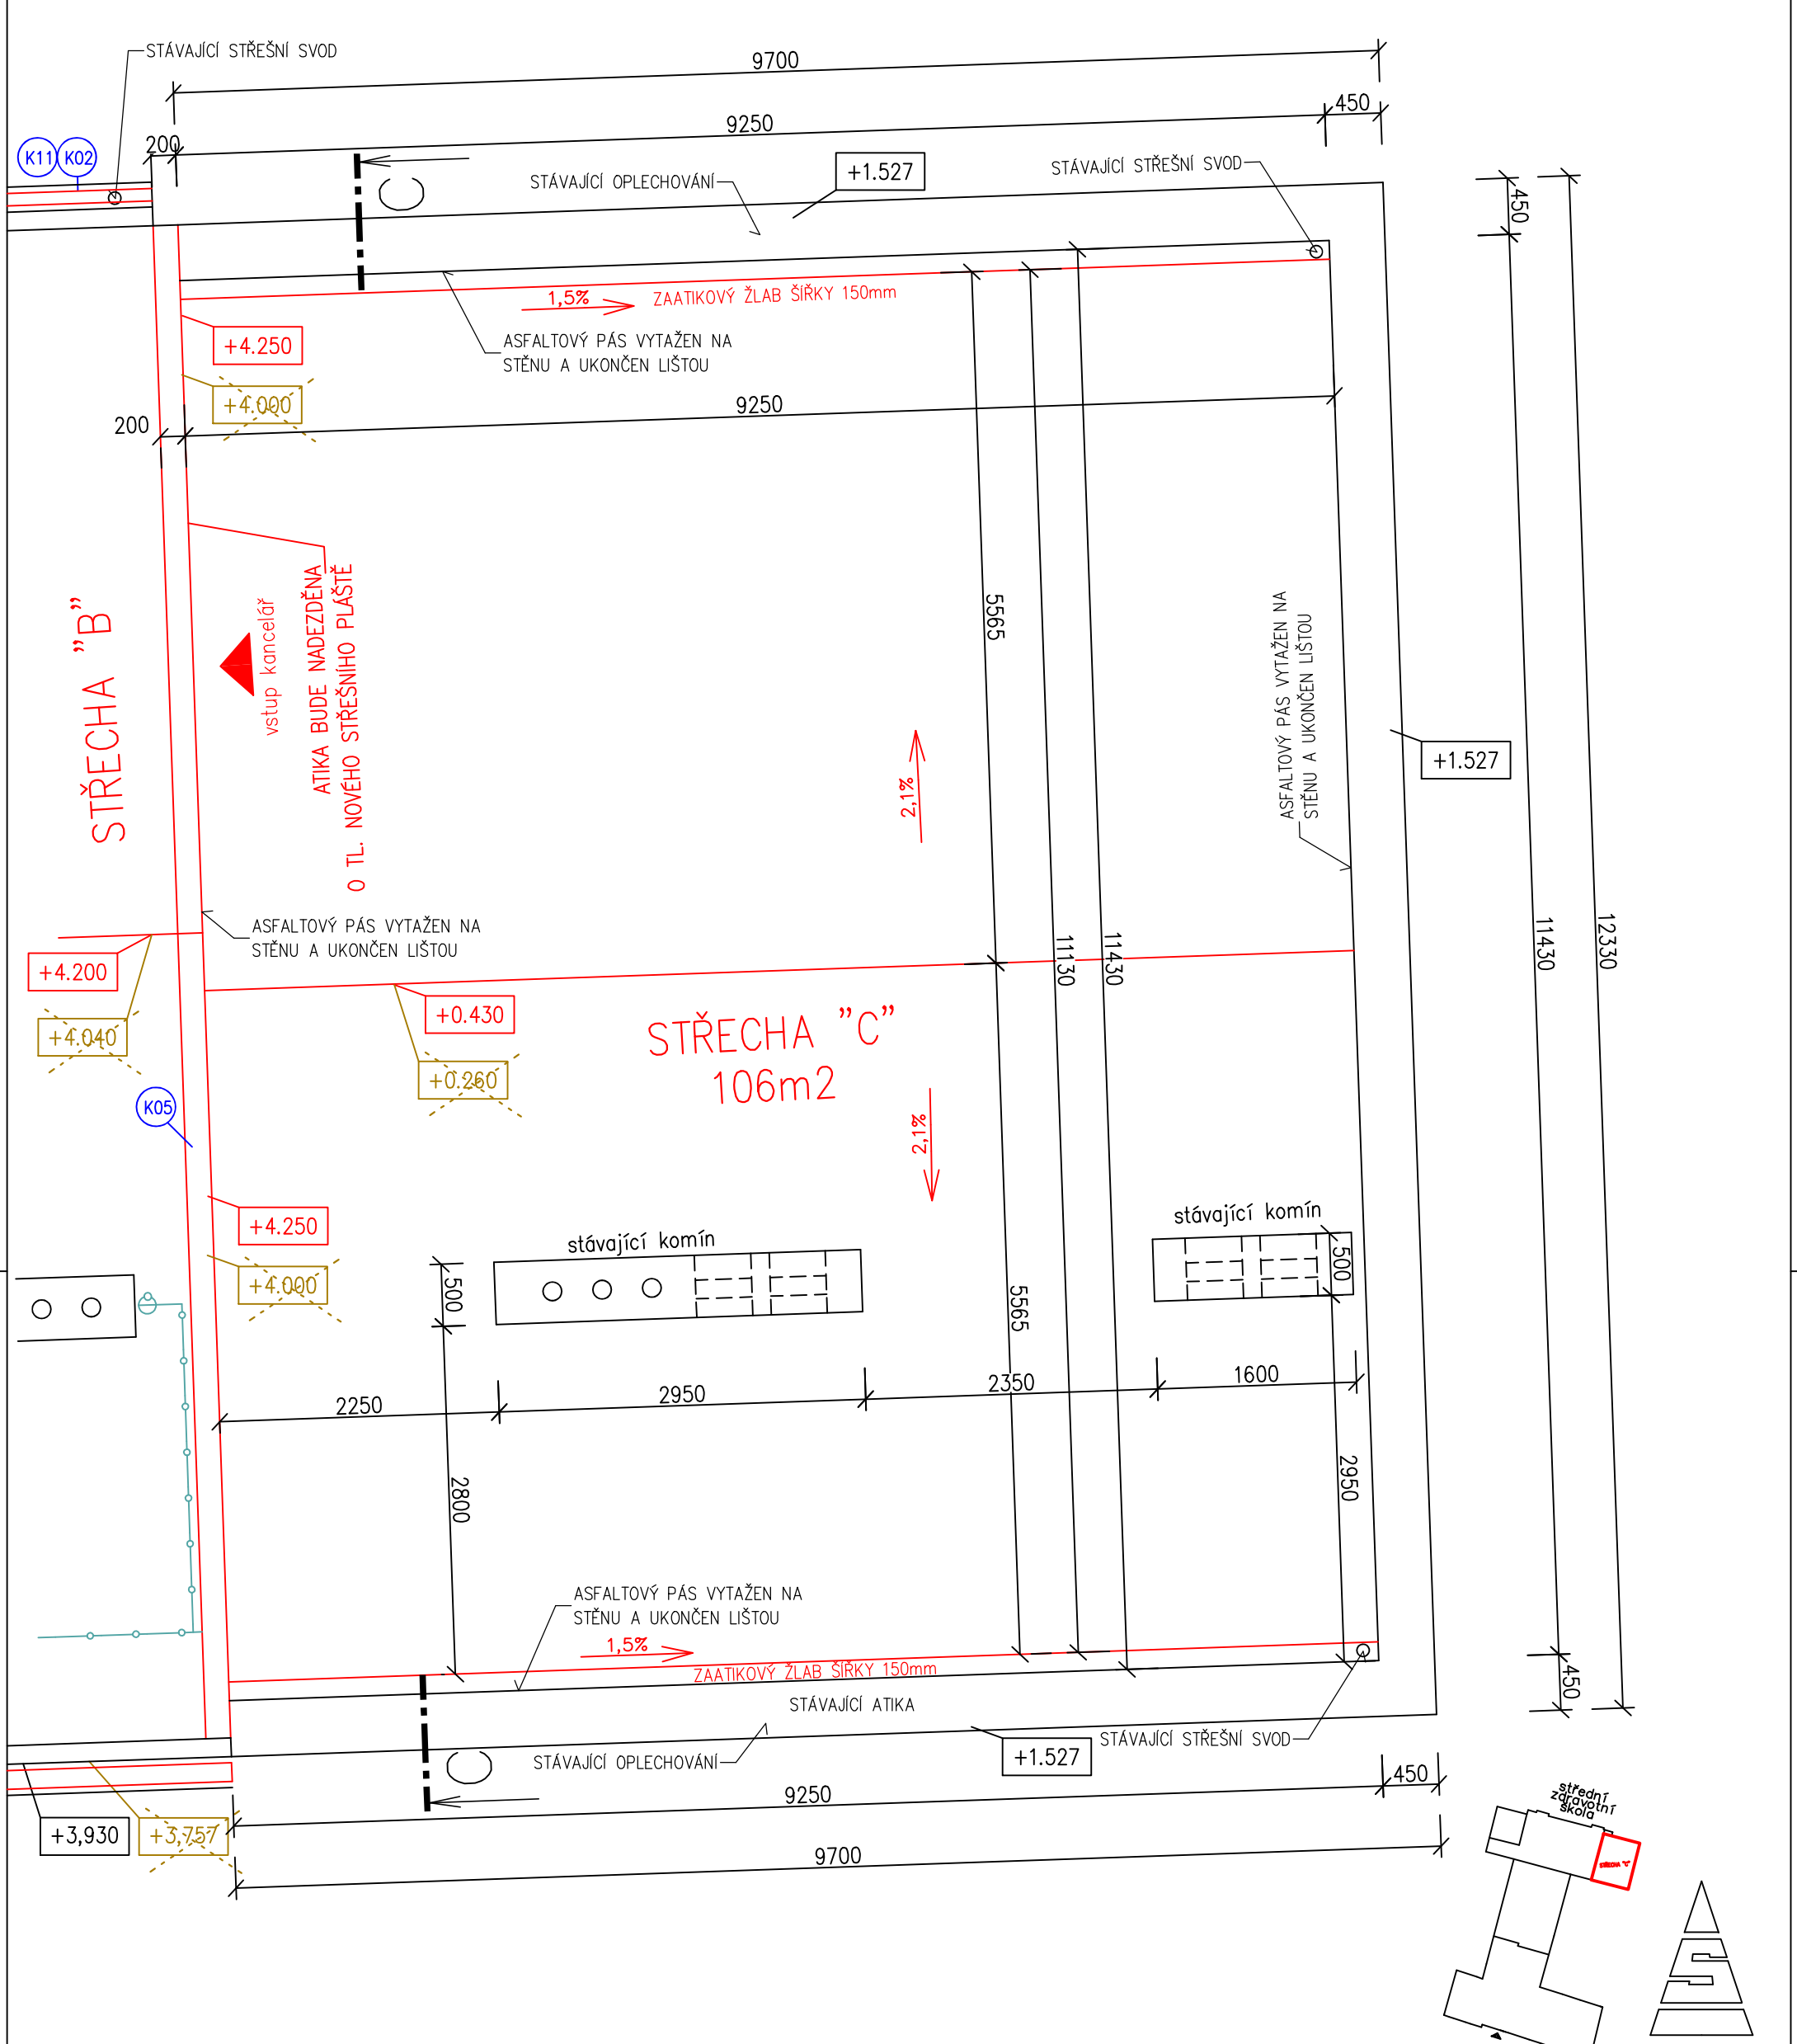 STÁVAJÍCÍ STŘEŠNÍ SVOD
9700
450
9250
200
K11
K02
STÁVAJÍCÍ OPLECHOVÁNÍ
+1.527
STÁVAJÍCÍ STŘEŠNÍ SVOD
C
450
1,5%
ZAATIKOVÝ ŽLAB ŠÍŘKY 150mm
+4.250
ASFALTOVÝ PÁS VYTAŽEN NA
STĚNU A UKONČEN LIŠTOU
+4.000
9250
200
STŘECHA "B"
vstup kancelář
ATIKA BUDE NADEZDĚNA
O TL. NOVÉHO STŘEŠNÍHO PLÁŠTĚ
5565
2,1%
ASFALTOVÝ PÁS VYTAŽEN NA
STĚNU A UKONČEN LIŠTOU
+1.527
ASFALTOVÝ PÁS VYTAŽEN NA
STĚNU A UKONČEN LIŠTOU
11130
11430
11430
12330
+4.200
+4.040
+0.430
+0.260
STŘECHA "C"
106m2
K05
2,1%
+4.250
+4.000
stávající komín
stávající komín
500
500
5565
2250
2950
2350
1600
2800
2950
ASFALTOVÝ PÁS VYTAŽEN NA
STĚNU A UKONČEN LIŠTOU
1,5%
ZAATIKOVÝ ŽLAB ŠÍŘKY 150mm
450
STÁVAJÍCÍ ATIKA
STÁVAJÍCÍ OPLECHOVÁNÍ
+1.527
STÁVAJÍCÍ STŘEŠNÍ SVOD
C
9250
450
+3,930
+3,757
9700
střední
zdravotní
škola
STŘECHA "C"